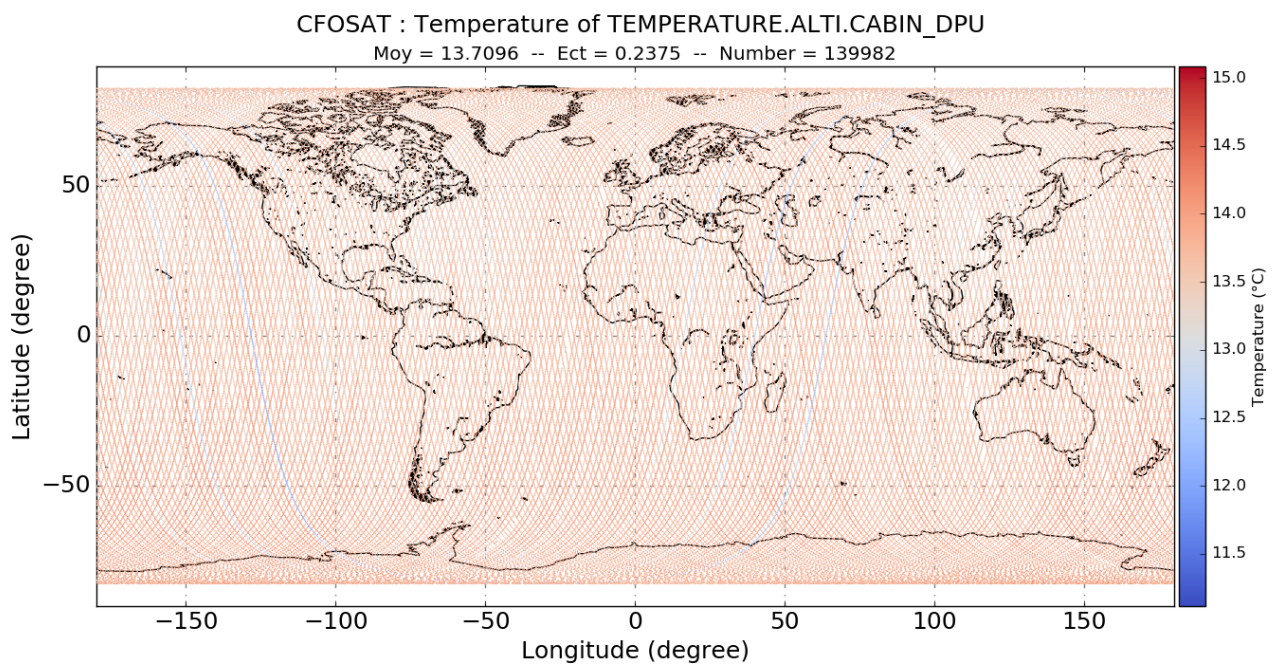 CFOSAT : Temperature of TEMPERATURE.ALTI.CABIN_DPU
Moy = 13.7096 -- Ect = 0.2375 -- Number = 139982
50
0
−50
Latitude (degree)
−150 −100 −50 0 50 100 150
Longitude (degree)
15.0
14.5
14.0
13.5
13.0
12.5
12.0
11.5
Temperature (°C)